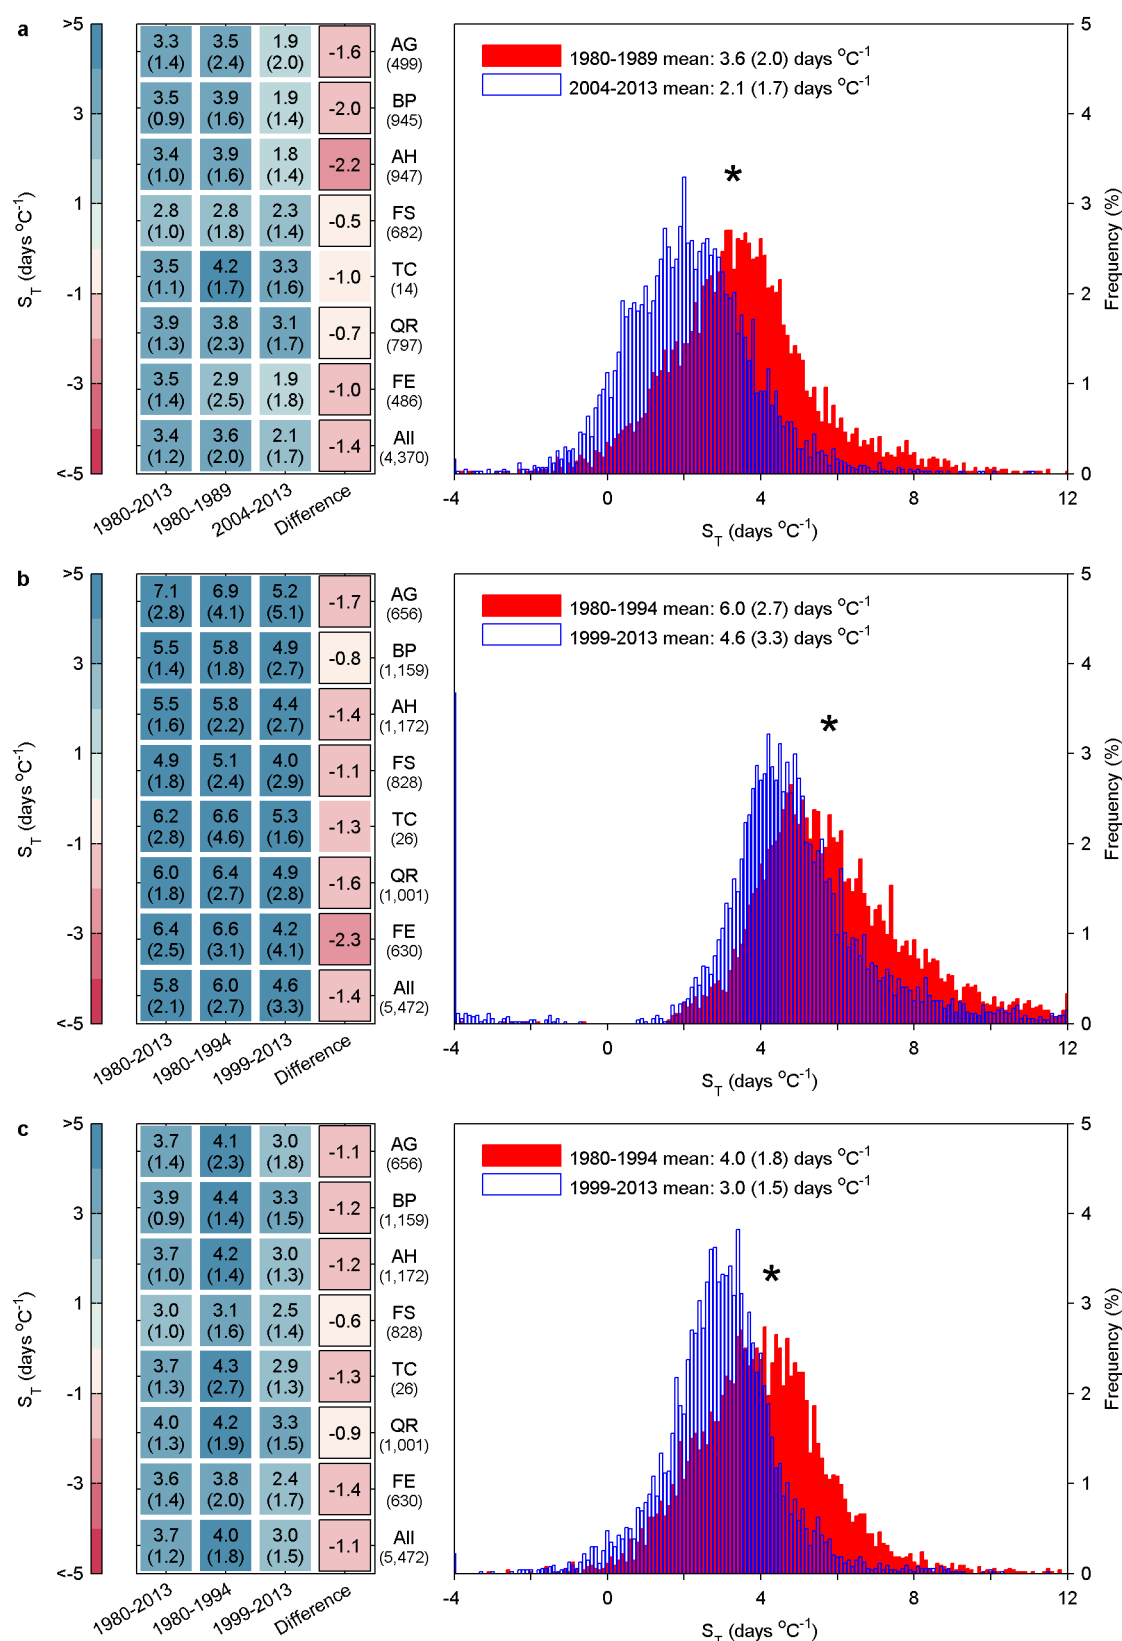 a
>5
3
1
-1
-3
<-5
S_T (days °C⁻¹)
3.3 3.5 1.9 -1.6 AG
(1.4) (2.4) (2.0) (499)
3.5 3.9 1.9 -2.0 BP
(0.9) (1.6) (1.4) (945)
3.4 3.9 1.8 -2.2 AH
(1.0) (1.6) (1.4) (947)
2.8 2.8 2.3 -0.5 FS
(1.0) (1.8) (1.4) (682)
3.5 4.2 3.3 -1.0 TC
(1.1) (1.7) (1.6) (14)
3.9 3.8 3.1 -0.7 QR
(1.3) (2.3) (1.7) (797)
3.5 2.9 1.9 -1.0 FE
(1.4) (2.5) (1.8) (486)
3.4 3.6 2.1 -1.4 All
(1.2) (2.0) (1.7) (4,370)
1980-2013 1980-1989 2004-2013 Difference
1980-1989 mean: 3.6 (2.0) days °C⁻¹
2004-2013 mean: 2.1 (1.7) days °C⁻¹
*
5
4
3
2
1
0
Frequency (%)
-4 0 4 8 12
S_T (days °C⁻¹)
b
>5
3
1
-1
-3
<-5
S_T (days °C⁻¹)
7.1 6.9 5.2 -1.7 AG
(2.8) (4.1) (5.1) (656)
5.5 5.8 4.9 -0.8 BP
(1.4) (1.8) (2.7) (1,159)
5.5 5.8 4.4 -1.4 AH
(1.6) (2.2) (2.7) (1,172)
4.9 5.1 4.0 -1.1 FS
(1.8) (2.4) (2.9) (828)
6.2 6.6 5.3 -1.3 TC
(2.8) (4.6) (1.6) (26)
6.0 6.4 4.9 -1.6 QR
(1.8) (2.7) (2.8) (1,001)
6.4 6.6 4.2 -2.3 FE
(2.5) (3.1) (4.1) (630)
5.8 6.0 4.6 -1.4 All
(2.1) (2.7) (3.3) (5,472)
1980-2013 1980-1994 1999-2013 Difference
1980-1994 mean: 6.0 (2.7) days °C⁻¹
1999-2013 mean: 4.6 (3.3) days °C⁻¹
*
5
4
3
2
1
0
Frequency (%)
-4 0 4 8 12
S_T (days °C⁻¹)
c
>5
3
1
-1
-3
<-5
S_T (days °C⁻¹)
3.7 4.1 3.0 -1.1 AG
(1.4) (2.3) (1.8) (656)
3.9 4.4 3.3 -1.2 BP
(0.9) (1.4) (1.5) (1,159)
3.7 4.2 3.0 -1.2 AH
(1.0) (1.4) (1.3) (1,172)
3.0 3.1 2.5 -0.6 FS
(1.0) (1.6) (1.4) (828)
3.7 4.3 2.9 -1.3 TC
(1.3) (2.7) (1.3) (26)
4.0 4.2 3.3 -0.9 QR
(1.3) (1.9) (1.5) (1,001)
3.6 3.8 2.4 -1.4 FE
(1.4) (2.0) (1.7) (630)
3.7 4.0 3.0 -1.1 All
(1.2) (1.8) (1.5) (5,472)
1980-2013 1980-1994 1999-2013 Difference
1980-1994 mean: 4.0 (1.8) days °C⁻¹
1999-2013 mean: 3.0 (1.5) days °C⁻¹
*
5
4
3
2
1
0
Frequency (%)
-4 0 4 8 12
S_T (days °C⁻¹)